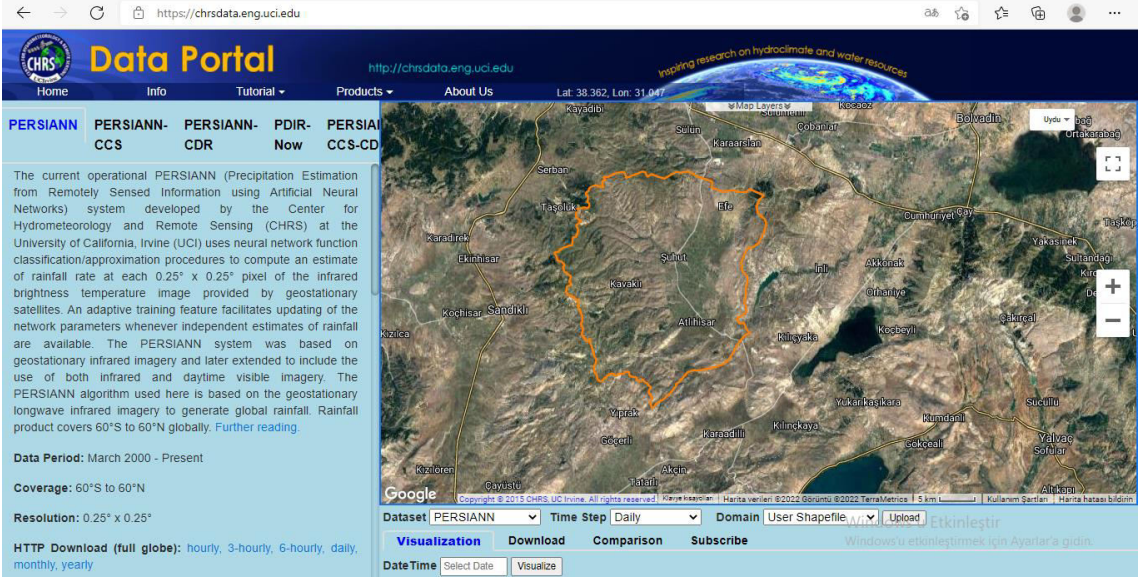 https://chrsdata.eng.uci.edu
CHRS
Data Portal
http://chrsdata.eng.uci.edu
Inspiring research on hydroclimate and water resources
Home Info Tutorial Products About Us Lat: 38.362, Lon: 31.047
PERSIANN PERSIANN-CCS PERSIANN-CDR PDIR-Now PERSIAN CCS-CD
The current operational PERSIANN (Precipitation Estimation
from Remotely Sensed Information using Artificial Neural
Networks) system developed by the Center for
Hydrometeorology and Remote Sensing (CHRS) at the
University of California, Irvine (UCI) uses neural network function
classification/approximation procedures to compute an estimate
of rainfall rate at each 0.25° x 0.25° pixel of the infrared
brightness temperature image provided by geostationary
satellites. An adaptive training feature facilitates updating of the
network parameters whenever independent estimates of rainfall
are available. The PERSIANN system was based on
geostationary infrared imagery and later extended to include the
use of both infrared and daytime visible imagery. The
PERSIANN algorithm used here is based on the geostationary
longwave infrared imagery to generate global rainfall. Rainfall
product covers 60°S to 60°N globally. Further reading.
Data Period: March 2000 - Present
Coverage: 60°S to 60°N
Resolution: 0.25° x 0.25°
HTTP Download (full globe): hourly, 3-hourly, 6-hourly, daily,
monthly, yearly
Map Layers
Uydu
Kayadibi
Kocaöz
Sülün
Çobanlar
Bolvadin
Ortakarabağ
Karaarslan
Serban
Taşoluk
Efe
Cumhuriyet Çay
Taşköp
Karadirek
Yakasinek
Ekinhisar
Şuhut
İnli
Akkonak
Sultandağı
Kavaklı
Orhaniye
Koçhisar Sandıklı
Atlıhisar
Çakırçal
Kızılca
Kılıçyaka
Koçbeyli
Yıprak
Yukarıkaşıkara
Sücüllü
Kumdanlı
Göçerli
Karaadilli
Kılınçkaya
Gökçeali
Yalvaç
Sofular
Kızılören
Akçin
Çayüstü
Tatarlı
Altıkapı
Google
Copyright © 2015 CHRS, UC Irvine. All rights reserved. Klavye kısayolları Harita verileri ©2022 Görüntü ©2022 TerraMetrics 5 km Kullanım Şartları Harita hatası bildirin
Dataset PERSIANN Time Step Daily Domain User Shapefile Upload
Windows'u Etkinleştir
Visualization Download Comparison Subscribe
Windows'u etkinleştirmek için Ayarlar'a gidin.
DateTime Select Date Visualize